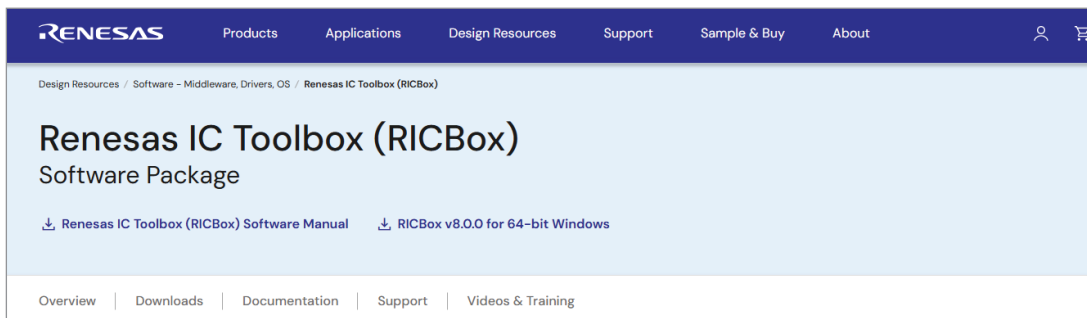 RENESAS Products Applications Design Resources Support Sample & Buy About
Design Resources / Software - Middleware, Drivers, OS / Renesas IC Toolbox (RICBox)
Renesas IC Toolbox (RICBox)
Software Package
Renesas IC Toolbox (RICBox) Software Manual RICBox v8.0.0 for 64-bit Windows
Overview Downloads Documentation Support Videos & Training